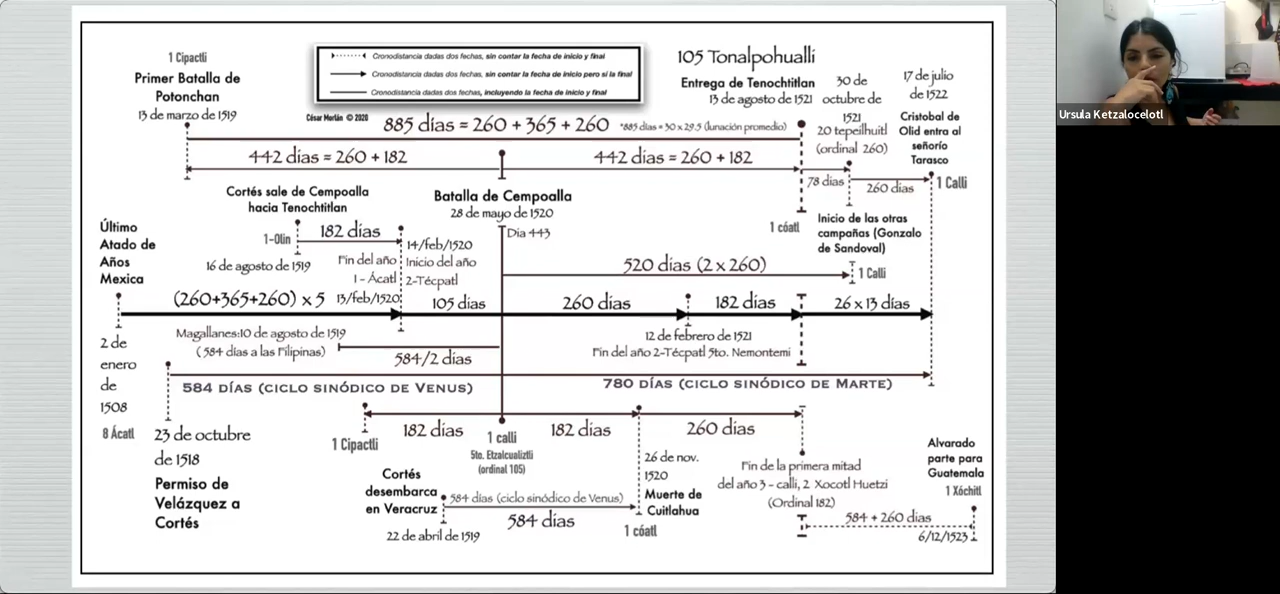 1 Cipactli
Primer Batalla de
Potonchan
13 de marzo de 1519
Cronodistancia dadas dos fechas, sin contar la fecha de inicio y final
Cronodistancia dadas dos fechas, sin contar la fecha de inicio pero sí la final
Cronodistancia dadas dos fechas, incluyendo la fecha de inicio y final
César Morlán © 2020
105 Tonalpohualli
Entrega de Tenochtitlan
13 de agosto de 1521
30 de
octubre de
1521
20 tepeilhuitl
(ordinal 260)
17 de julio
de 1522
Cristobal de
Olid entra al
señorío
Tarasco
885 días = 260 + 365 + 260
*885 días = 30 x 29.5 (lunación promedio)
442 días = 260 + 182
442 días = 260 + 182
78 días
260 días
1 Calli
Cortés sale de Cempoalla
hacia Tenochtitlan
Batalla de Cempoalla
28 de mayo de 1520
Día 443
1 cóatl
Inicio de las otras
campañas (Gonzalo
de Sandoval)
Último
Atado de
Años
Mexica
1-Olin
182 días
16 de agosto de 1519
Fin del año
1 - Ácatl
13/feb/1520
14/feb/1520
Inicio del año
2-Técpatl
520 días (2 x 260)
1 Calli
(260+365+260) x 5
105 días
260 días
182 días
26 x 13 días
2 de
enero
de
1508
8 Ácatl
Magallanes:10 de agosto de 1519
(584 días a las Filipinas)
584/2 días
12 de febrero de 1521
Fin del año 2-Técpatl 5to. Nemontemi
584 DÍAS (CICLO SINÓDICO DE VENUS)
780 DÍAS (CICLO SINÓDICO DE MARTE)
23 de octubre
de 1518
Permiso de
Velázquez a
Cortés
1 Cipactli
182 días
1 calli
5to. Etzalcualiztli
(ordinal 105)
182 días
260 días
Cortés
desembarca
en Veracruz
22 de abril de 1519
584 días (ciclo sinódico de Venus)
584 días
26 de nov.
1520
Muerte de
Cuitlahua
1 cóatl
Fin de la primera mitad
del año 3 - calli, 2 Xocotl Huetzi
(Ordinal 182)
Alvarado
parte para
Guatemala
1 Xóchitl
584 + 260 días
6/12/1523
Ursula Ketzalocelotl